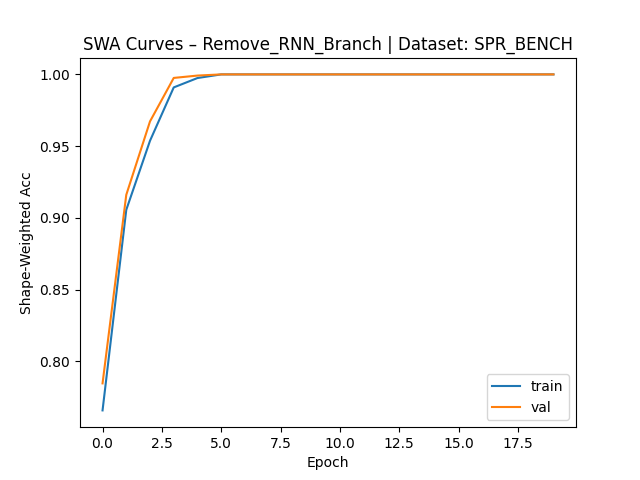 SWA Curves – Remove_RNN_Branch | Dataset: SPR_BENCH
1.00
0.95
0.90
0.85
0.80
Shape-Weighted Acc
0.0 2.5 5.0 7.5 10.0 12.5 15.0 17.5
Epoch
train
val